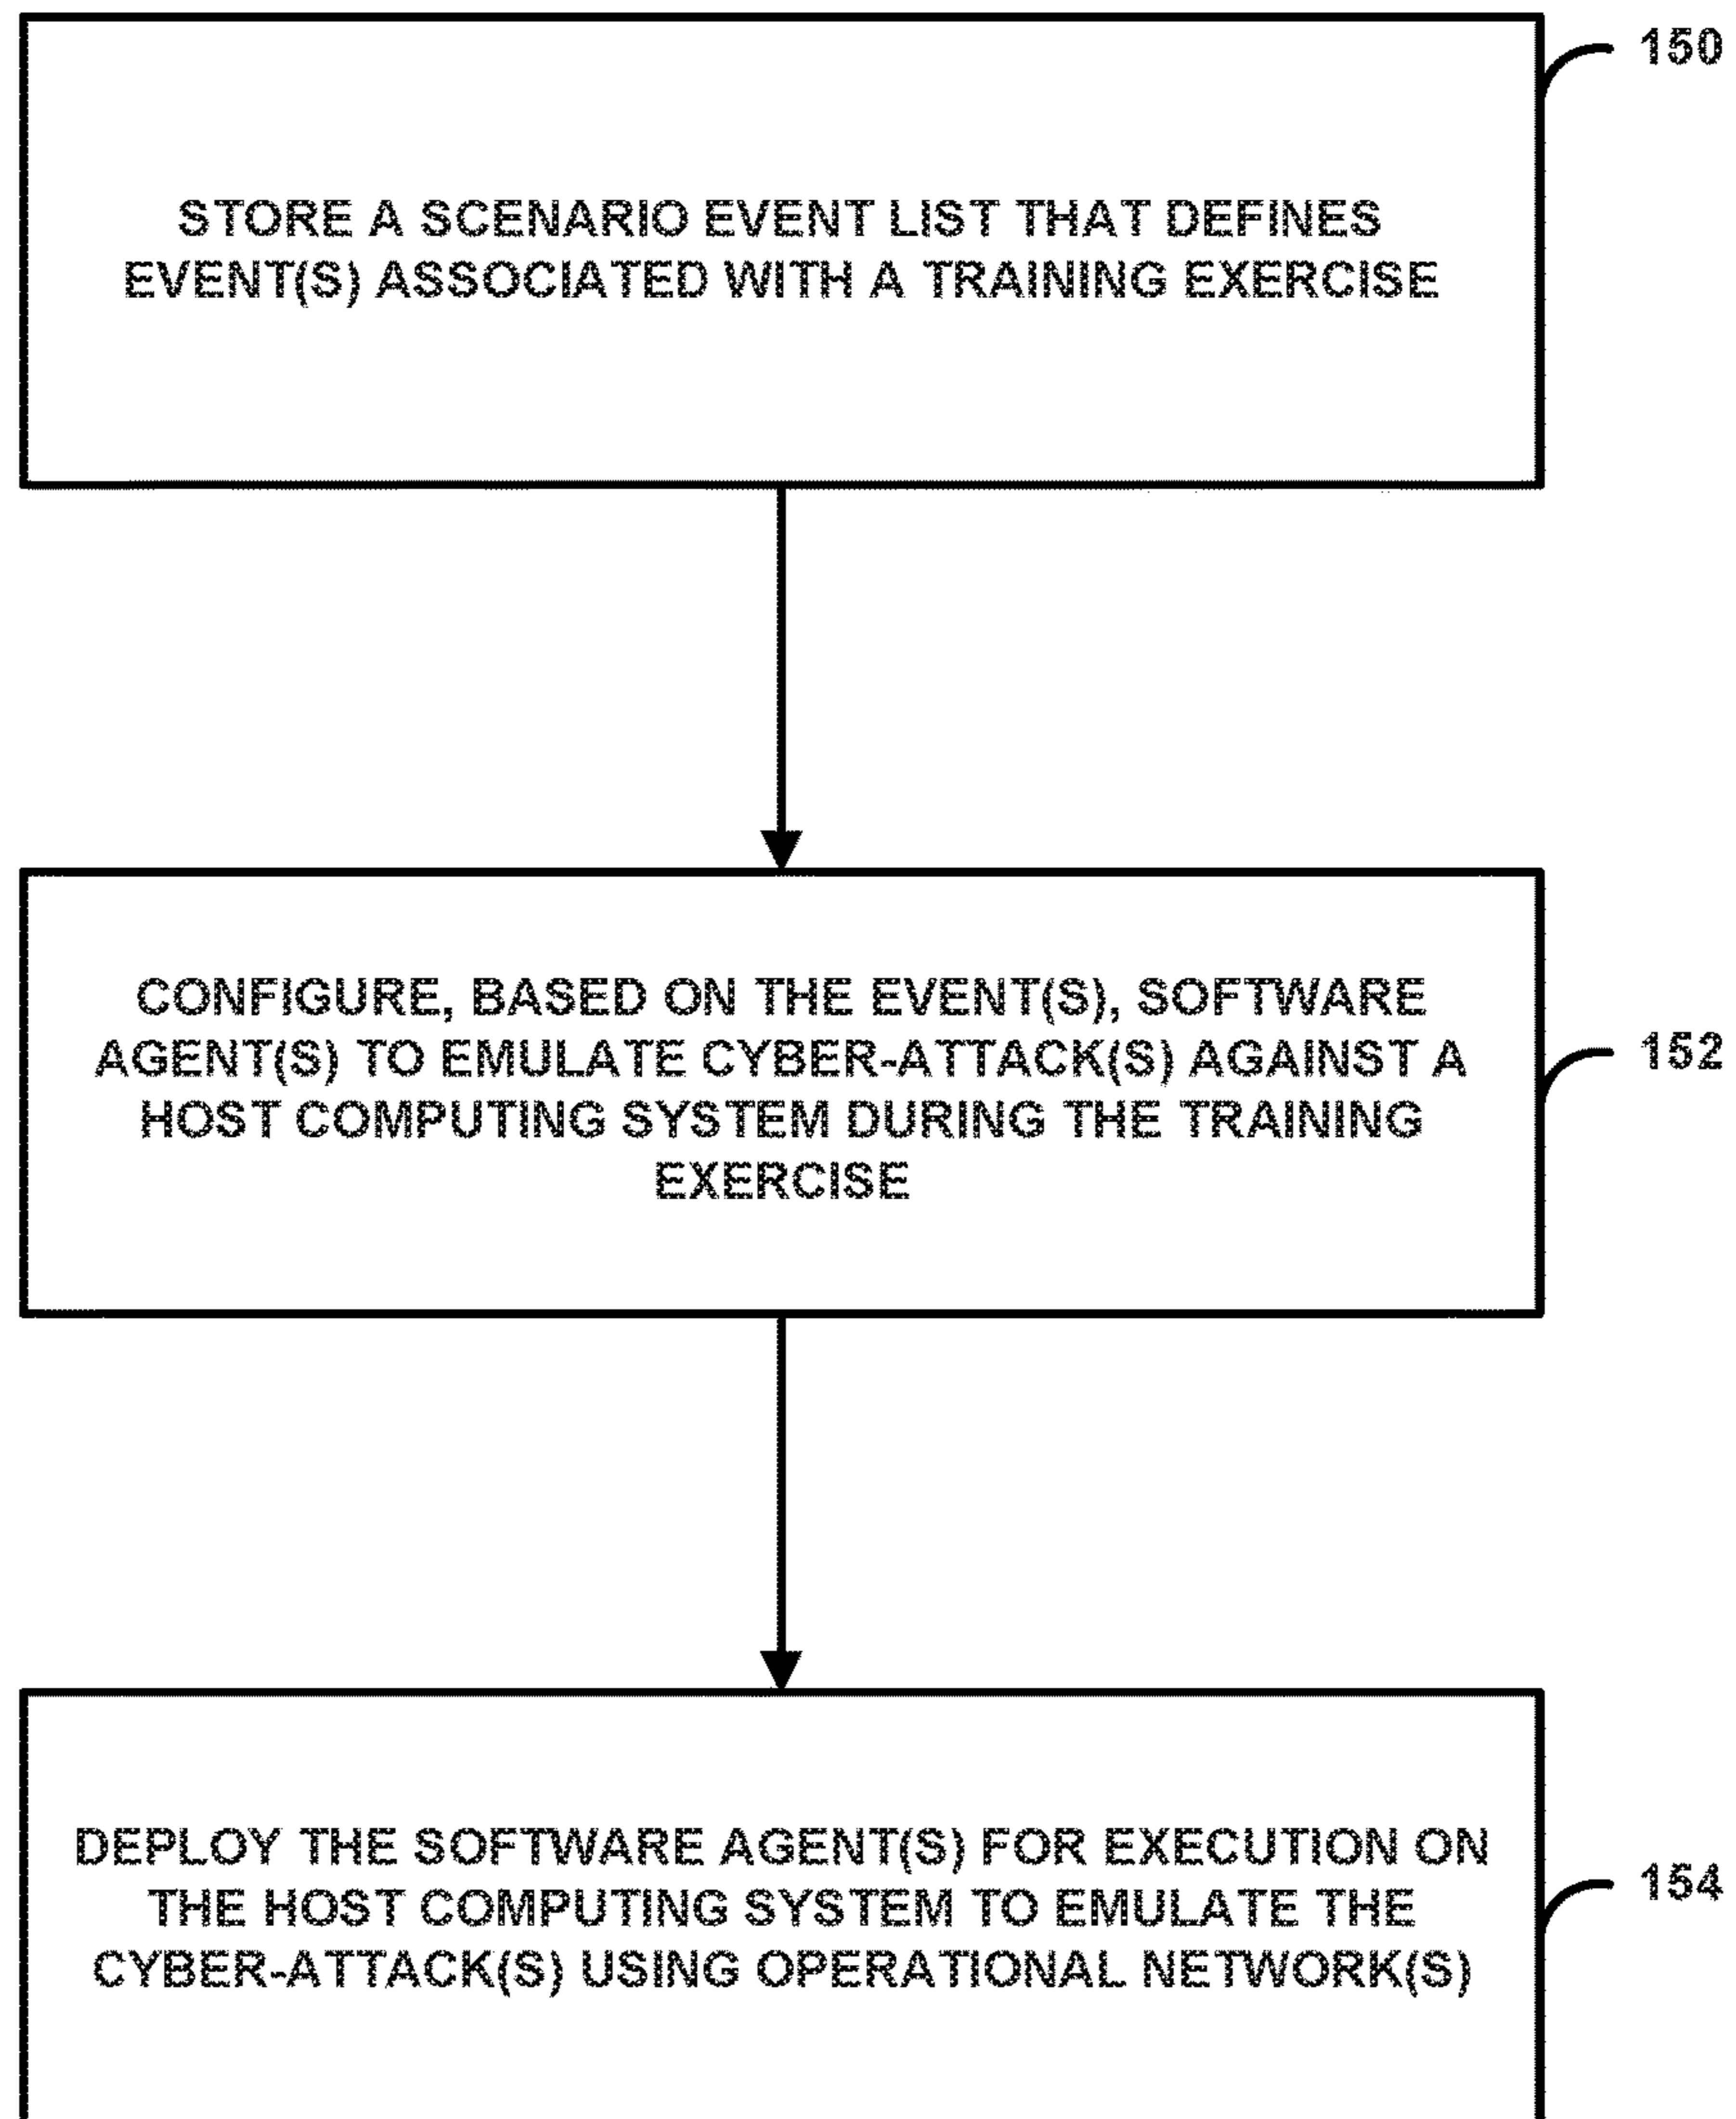 150
STORE A SCENARIO EVENT LIST THAT DEFINES
EVENT(S) ASSOCIATED WITH A TRAINING EXERCISE
CONFIGURE, BASED ON THE EVENT(S), SOFTWARE
AGENT(S) TO EMULATE CYBER-ATTACK(S) AGAINST A
HOST COMPUTING SYSTEM DURING THE TRAINING
EXERCISE
152
DEPLOY THE SOFTWARE AGENT(S) FOR EXECUTION ON
THE HOST COMPUTING SYSTEM TO EMULATE THE
CYBER-ATTACK(S) USING OPERATIONAL NETWORK(S)
154